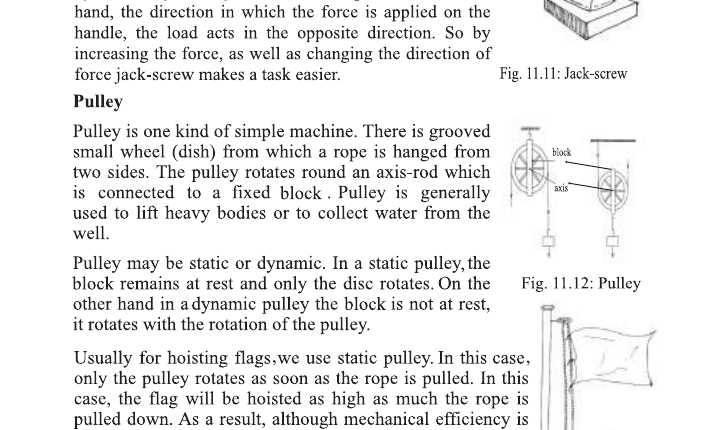 hand, the direction in which the force is applied on the
handle, the load acts in the opposite direction. So by
increasing the force, as well as changing the direction of
force jack-screw makes a task easier.
Fig. 11.11: Jack-screw
Pulley
Pulley is one kind of simple machine. There is grooved
small wheel (dish) from which a rope is hanged from
two sides. The pulley rotates round an axis-rod which
is connected to a fixed block . Pulley is generally
used to lift heavy bodies or to collect water from the
well.
block
axis
Fig. 11.12: Pulley
Pulley may be static or dynamic. In a static pulley, the
block remains at rest and only the disc rotates. On the
other hand in a dynamic pulley the block is not at rest,
it rotates with the rotation of the pulley.
Usually for hoisting flags,we use static pulley. In this case,
only the pulley rotates as soon as the rope is pulled. In this
case, the flag will be hoisted as high as much the rope is
pulled down. As a result, although mechanical efficiency is